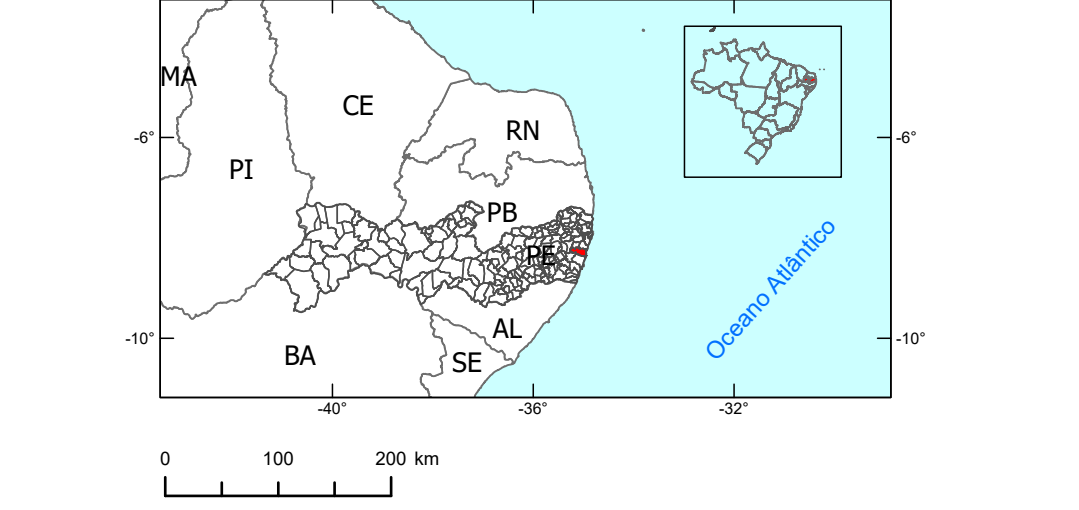 MA
CE
RN
-6°
-6°
PI
PB
PE
Oceano Atlântico
AL
-10°
-10°
BA
SE
-40°
-36°
-32°
0 100 200 km